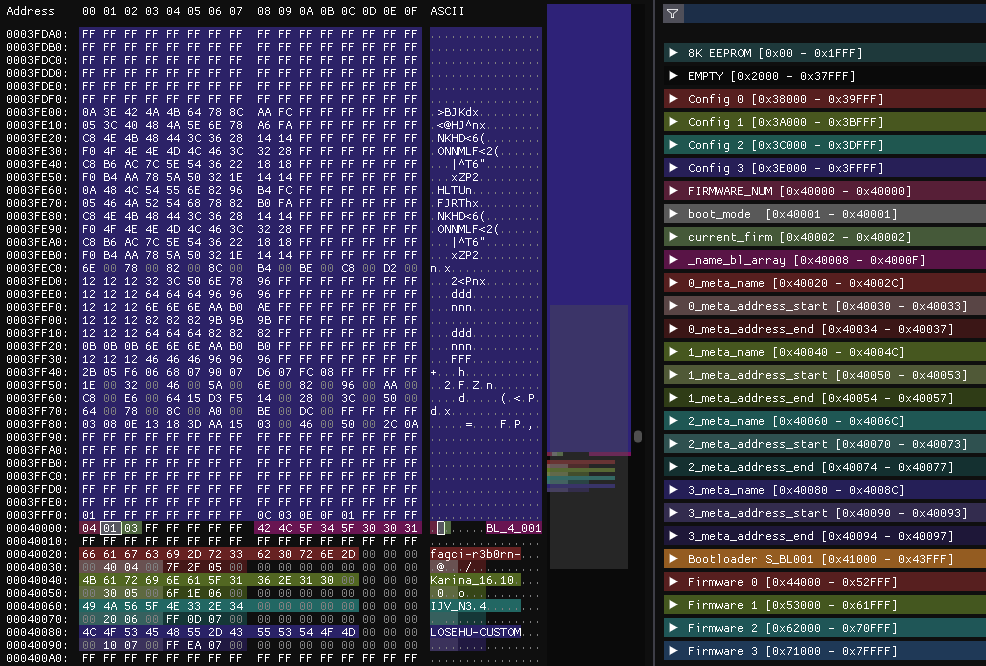 Address 00 01 02 03 04 05 06 07 08 09 0A 0B 0C 0D 0E 0F ASCII
0003FDA0: FF FF FF FF FF FF FF FF FF FF FF FF FF FF FF FF ................
0003FDB0: FF FF FF FF FF FF FF FF FF FF FF FF FF FF FF FF ................
0003FDC0: FF FF FF FF FF FF FF FF FF FF FF FF FF FF FF FF ................
0003FDD0: FF FF FF FF FF FF FF FF FF FF FF FF FF FF FF FF ................
0003FDE0: FF FF FF FF FF FF FF FF FF FF FF FF FF FF FF FF ................
0003FDF0: FF FF FF FF FF FF FF FF FF FF FF FF FF FF FF FF ................
0003FE00: 0A 3E 42 4A 4B 64 78 8C AA FC FF FF FF FF FF FF .>BJKdx.........
0003FE10: 05 3C 40 48 4A 5E 6E 78 A6 FA FF FF FF FF FF FF .<@HJ^nx........
0003FE20: C8 4E 4B 48 44 3C 36 28 14 14 FF FF FF FF FF FF .NKHD<6(........
0003FE30: F0 4F 4E 4E 4D 4C 46 3C 32 28 FF FF FF FF FF FF .ONNMLF<2(......
0003FE40: C8 B6 AC 7C 5E 54 36 22 18 18 FF FF FF FF FF FF ...|^T6"........
0003FE50: F0 B4 AA 78 5A 50 32 1E 14 14 FF FF FF FF FF FF ...xZP2.........
0003FE60: 0A 48 4C 54 55 6E 82 96 B4 FC FF FF FF FF FF FF .HLTUn..........
0003FE70: 05 46 4A 52 54 68 78 82 B0 FA FF FF FF FF FF FF .FJRThx.........
0003FE80: C8 4E 4B 48 44 3C 36 28 14 14 FF FF FF FF FF FF .NKHD<6(........
0003FE90: F0 4F 4E 4E 4D 4C 46 3C 32 28 FF FF FF FF FF FF .ONNMLF<2(......
0003FEA0: C8 B6 AC 7C 5E 54 36 22 18 18 FF FF FF FF FF FF ...|^T6"........
0003FEB0: F0 B4 AA 78 5A 50 32 1E 14 14 FF FF FF FF FF FF ...xZP2.........
0003FEC0: 6E 00 78 00 82 00 8C 00 B4 00 BE 00 C8 00 D2 00 n.x.............
0003FED0: 12 12 12 32 3C 50 6E 78 96 FF FF FF FF FF FF FF ...2<Pnx........
0003FEE0: 12 12 12 64 64 64 96 96 96 FF FF FF FF FF FF FF ...ddd..........
0003FEF0: 12 12 12 6E 6E 6E AA B0 AE FF FF FF FF FF FF FF ...nnn..........
0003FF00: 12 12 12 82 82 82 9B 9B 9B FF FF FF FF FF FF FF ................
0003FF10: 12 12 12 64 64 64 82 82 82 FF FF FF FF FF FF FF ...ddd..........
0003FF20: 0B 0B 0B 6E 6E 6E AA B0 B0 FF FF FF FF FF FF FF ...nnn..........
0003FF30: 12 12 12 46 46 46 96 96 96 FF FF FF FF FF FF FF ...FFF..........
0003FF40: 2B 05 F6 06 68 07 90 07 D6 07 FC 08 FF FF FF FF +...h...........
0003FF50: 1E 00 32 00 46 00 5A 00 6E 00 82 00 96 00 AA 00 ..2.F.Z.n.......
0003FF60: C8 00 E6 00 64 15 D3 F5 14 00 28 00 3C 00 50 00 ....d.....(.<.P.
0003FF70: 64 00 78 00 8C 00 A0 00 BE 00 DC 00 FF FF FF FF d.x.............
0003FF80: 03 08 0E 13 18 3D AA 15 03 00 46 00 50 00 2C 0A .....=....F.P.,.
0003FF90: FF FF FF FF FF FF FF FF FF FF FF FF FF FF FF FF ................
0003FFA0: FF FF FF FF FF FF FF FF FF FF FF FF FF FF FF FF ................
0003FFB0: FF FF FF FF FF FF FF FF FF FF FF FF FF FF FF FF ................
0003FFC0: FF FF FF FF FF FF FF FF FF FF FF FF FF FF FF FF ................
0003FFD0: FF FF FF FF FF FF FF FF FF FF FF FF FF FF FF FF ................
0003FFE0: FF FF FF FF FF FF FF FF FF FF FF FF FF FF FF FF ................
0003FFF0: 01 FF FF FF FF FF FF FF 0C 03 0E 0F 01 FF FF FF ................
00040000: 04 01 03 FF FF FF FF FF 42 4C 5F 34 5F 30 30 31 ........BL_4_001
00040010: FF FF FF FF FF FF FF FF FF FF FF FF FF FF FF FF ................
00040020: 66 61 67 63 69 2D 72 33 62 30 72 6E 2D 00 00 00 fagci-r3b0rn-...
00040030: 00 40 04 00 7F 2F 05 00 00 00 00 00 00 00 00 00 .@.../..........
00040040: 4B 61 72 69 6E 61 5F 31 36 2E 31 30 00 00 00 00 Karina_16.10....
00040050: 00 30 05 00 6F 1E 06 00 00 00 00 00 00 00 00 00 .0..o...........
00040060: 49 4A 56 5F 4E 33 2E 34 00 00 00 00 00 00 00 00 IJV_N3.4........
00040070: 00 20 06 00 FF 0D 07 00 00 00 00 00 00 00 00 00 . ..............
00040080: 4C 4F 53 45 48 55 2D 43 55 53 54 4F 4D 00 00 00 LOSEHU-CUSTOM...
00040090: 00 10 07 00 FF EA 07 00 00 00 00 00 00 00 00 00 ................
000400A0: FF FF FF FF FF FF FF FF FF FF FF FF FF FF FF FF ................
8K EEPROM [0x00 - 0x1FFF]
EMPTY [0x2000 - 0x37FFF]
Config 0 [0x38000 - 0x39FFF]
Config 1 [0x3A000 - 0x3BFFF]
Config 2 [0x3C000 - 0x3DFFF]
Config 3 [0x3E000 - 0x3FFFF]
FIRMWARE_NUM [0x40000 - 0x40000]
boot_mode [0x40001 - 0x40001]
current_firm [0x40002 - 0x40002]
_name_bl_array [0x40008 - 0x4000F]
0_meta_name [0x40020 - 0x4002C]
0_meta_address_start [0x40030 - 0x40033]
0_meta_address_end [0x40034 - 0x40037]
1_meta_name [0x40040 - 0x4004C]
1_meta_address_start [0x40050 - 0x40053]
1_meta_address_end [0x40054 - 0x40057]
2_meta_name [0x40060 - 0x4006C]
2_meta_address_start [0x40070 - 0x40073]
2_meta_address_end [0x40074 - 0x40077]
3_meta_name [0x40080 - 0x4008C]
3_meta_address_start [0x40090 - 0x40093]
3_meta_address_end [0x40094 - 0x40097]
Bootloader S_BL001 [0x41000 - 0x43FFF]
Firmware 0 [0x44000 - 0x52FFF]
Firmware 1 [0x53000 - 0x61FFF]
Firmware 2 [0x62000 - 0x70FFF]
Firmware 3 [0x71000 - 0x7FFFF]